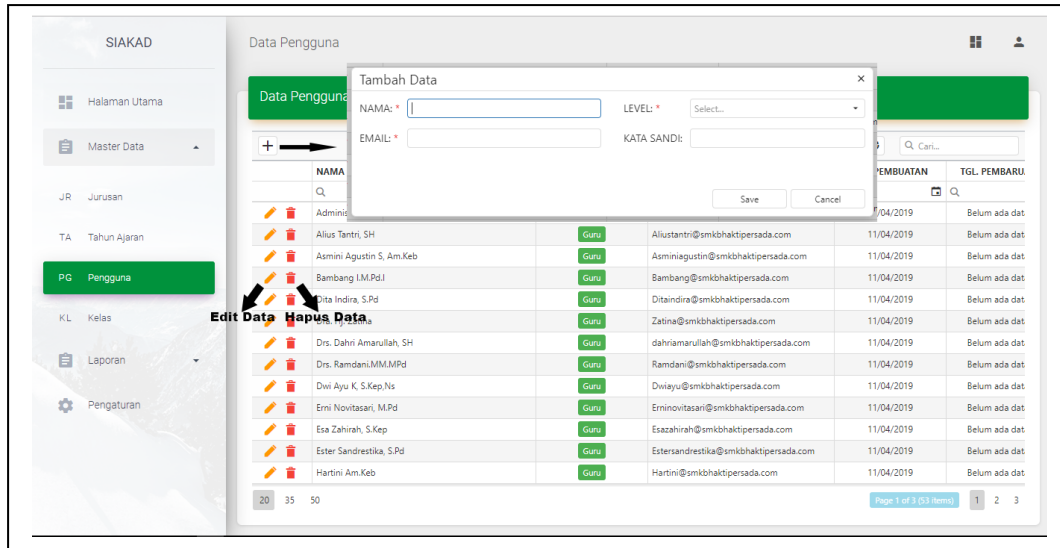 SIAKAD
Data Pengguna
Halaman Utama
Master Data
JR Jurusan
TA Tahun Ajaran
PG Pengguna
KL Kelas
Laporan
Pengaturan
Data Pengguna
Tambah Data ×
NAMA: * LEVEL: * Select...
EMAIL: * KATA SANDI:
Save Cancel
Cari...
NAMA PEMBUATAN TGL. PEMBARU
Adminis /04/2019 Belum ada dat
Alius Tantri, SH Guru Aliustantri@smkbhaktipersada.com 11/04/2019 Belum ada dat
Asmini Agustin S, Am.Keb Guru Asminiagustin@smkbhaktipersada.com 11/04/2019 Belum ada dat
Bambang I.M.Pd.I Guru Bambang@smkbhaktipersada.com 11/04/2019 Belum ada dat
Dita Indira, S.Pd Guru Ditaindira@smkbhaktipersada.com 11/04/2019 Belum ada dat
Edit Data Hapus Data
Zatina Guru Zatina@smkbhaktipersada.com 11/04/2019 Belum ada dat
Drs. Dahri Amarullah, SH Guru dahriamarullah@smkbhaktipersada.com 11/04/2019 Belum ada dat
Drs. Ramdani.MM.MPd Guru Ramdani@smkbhaktipersada.com 11/04/2019 Belum ada dat
Dwi Ayu K, S.Kep,Ns Guru Dwiayu@smkbhaktipersada.com 11/04/2019 Belum ada dat
Erni Novitasari, M.Pd Guru Erninovitasari@smkbhaktipersada.com 11/04/2019 Belum ada dat
Esa Zahirah, S.Kep Guru Esazahirah@smkbhaktipersada.com 11/04/2019 Belum ada dat
Ester Sandrestika, S.Pd Guru Estersandrestika@smkbhaktipersada.com 11/04/2019 Belum ada dat
Hartini Am.Keb Guru Hartini@smkbhaktipersada.com 11/04/2019 Belum ada dat
20 35 50 Page 1 of 3 (53 items) 1 2 3